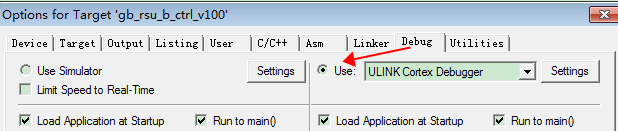 Options for Target 'gb_rsu_b_ctrl_v100'
Device Target Output Listing User C/C++ Asm Linker Debug Utilities
Use Simulator Settings Use: ULINK Cortex Debugger Settings
Limit Speed to Real-Time
Load Application at Startup Run to main() Load Application at Startup Run to main()